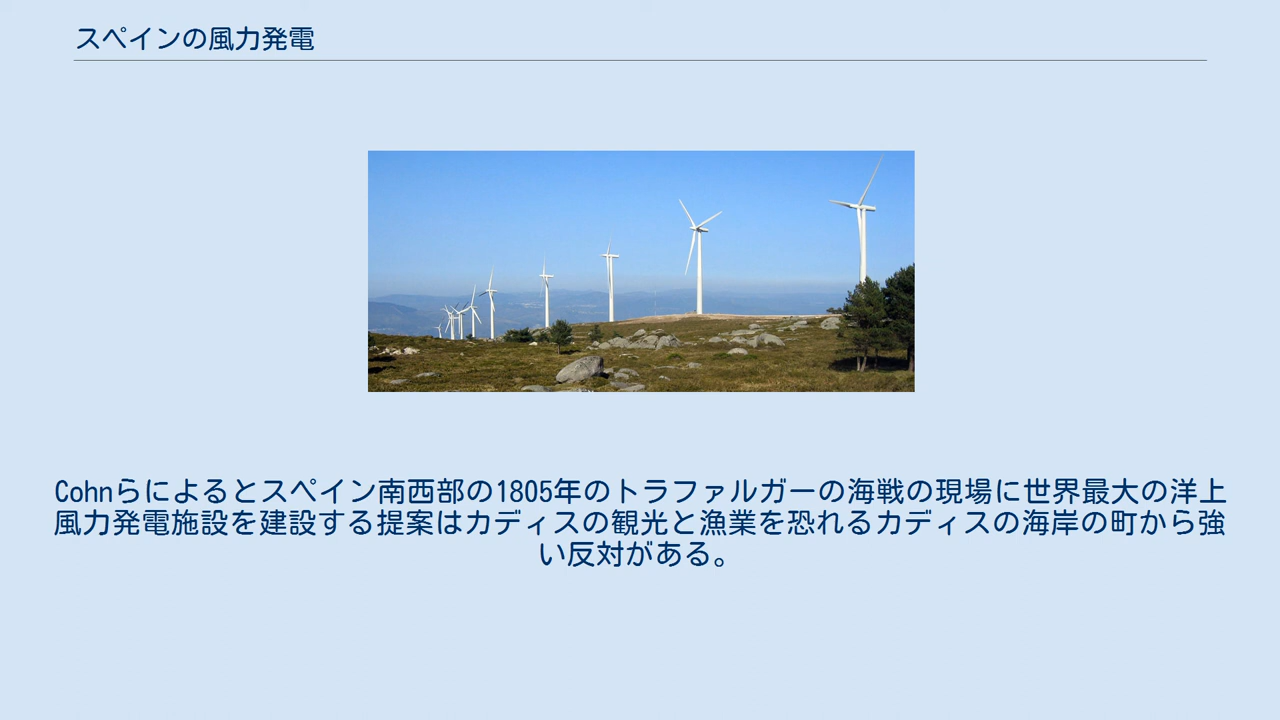 スペインの風力発電
Cohnらによるとスペイン南西部の1805年のトラファルガーの海戦の現場に世界最大の洋上
風力発電施設を建設する提案はカディスの観光と漁業を恐れるカディスの海岸の町から強
い反対がある。